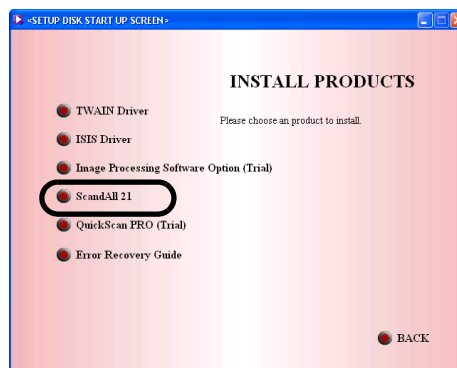 <SETUP DISK START UP SCREEN>
INSTALL PRODUCTS
Please choose an product to install.
TWAIN Driver
ISIS Driver
Image Processing Software Option (Trial)
ScandAll 21
QuickScan PRO (Trial)
Error Recovery Guide
BACK